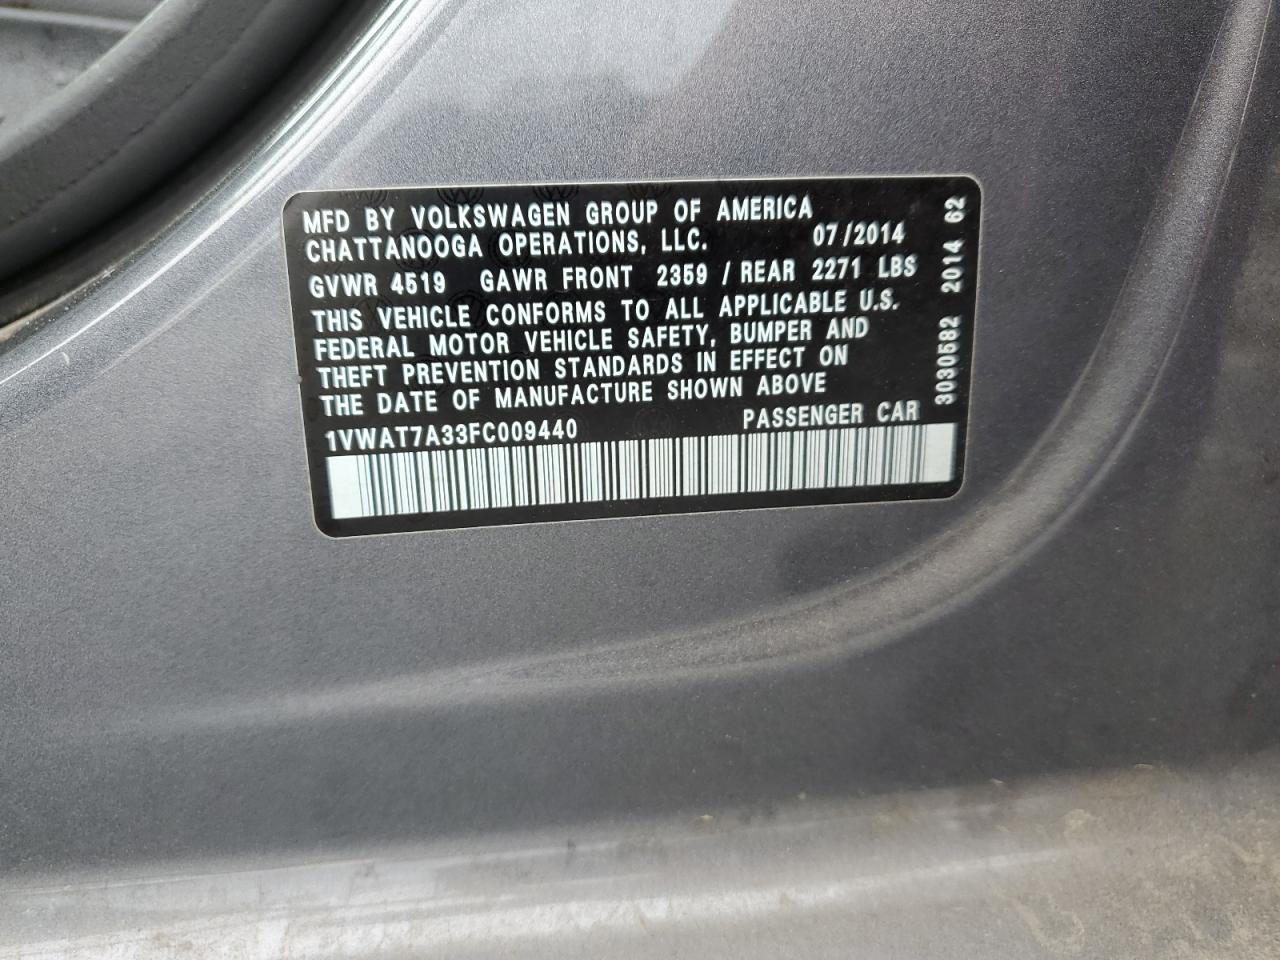 MFD BY VOLKSWAGEN GROUP OF AMERICA
CHATTANOOGA OPERATIONS, LLC. 07/2014
GVWR 4519 GAWR FRONT 2359 / REAR 2271 LBS
THIS VEHICLE CONFORMS TO ALL APPLICABLE U.S.
FEDERAL MOTOR VEHICLE SAFETY, BUMPER AND
THEFT PREVENTION STANDARDS IN EFFECT ON
THE DATE OF MANUFACTURE SHOWN ABOVE
1VWAT7A33FC009440 PASSENGER CAR
3030582 2014 62